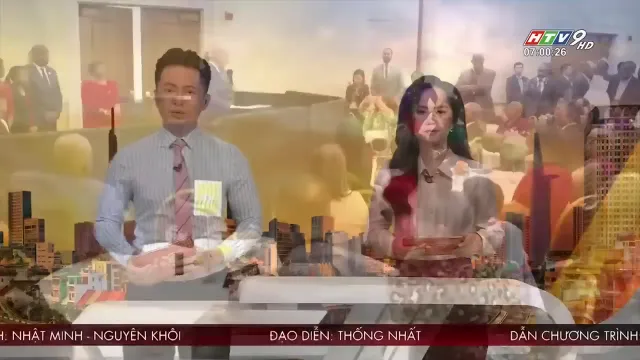 HTV9 HD
07:00:26
H: NHẬT MINH - NGUYÊN KHÔI ĐẠO DIỄN: THỐNG NHẤT DẪN CHƯƠNG TRÌNH